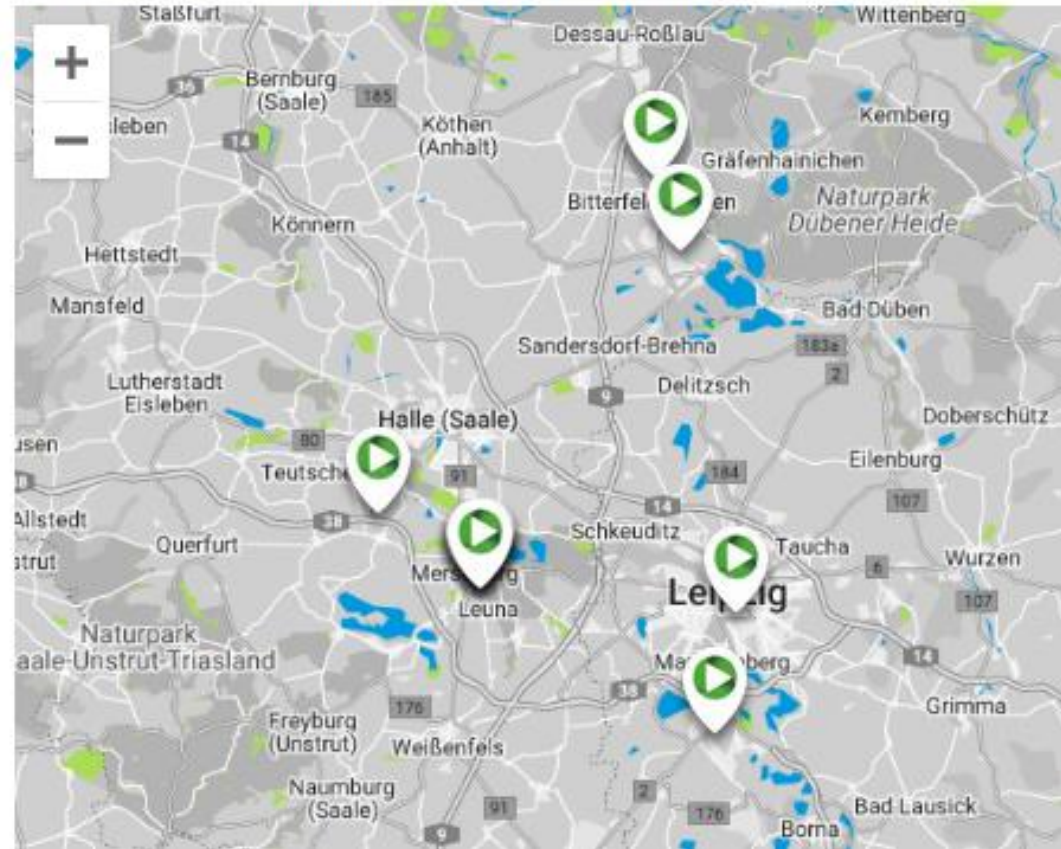 Staßfurt
Wittenberg
Dessau-Roßlau
+
36
Bernburg
(Saale)
185
Kemberg
Köthen
(Anhalt)
leben
−
14
Gräfenhainichen
Naturpark
Dübener Heide
Könnern
Hettstedt
Mansfeld
Bad Düben
Sandersdorf-Brehna
183a
2
Lutherstadt
Eisleben
Delitzsch
9
Halle (Saale)
Doberschütz
80
91
184
Eilenburg
107
14
38
Allstedt
Querfurt
Schkeuditz
Taucha
6
Wurzen
107
Leuna
Leipzig
Naturpark
aale-Unstrut-Triasland
14
38
176
Grimma
Freyburg
(Unstrut)
Weißenfels
Naumburg
(Saale)
2
91
176
Bad Lausick
9
Borna